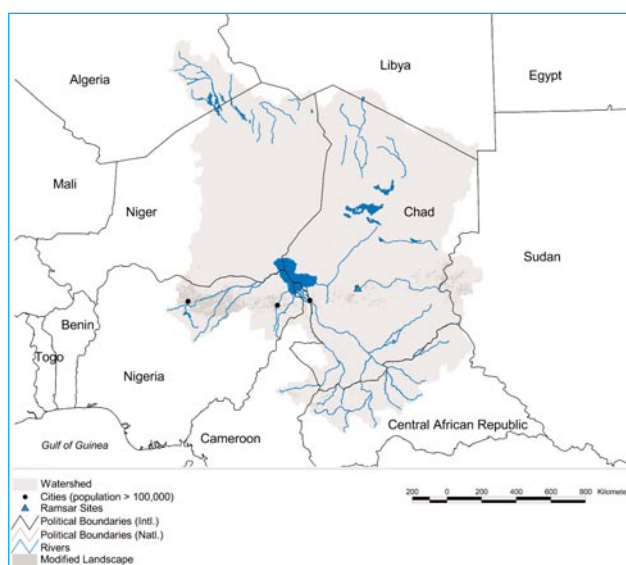 Algeria
Libya
Egypt
Mali
Niger
Chad
Sudan
Benin
Togo
Nigeria
Gulf of Guinea
Cameroon
Central African Republic
Watershed
Cities (population > 100,000)
Ramsar Sites
Political Boundaries (Intl.)
Political Boundaries (Natl.)
Rivers
Modified Landscape
200 0 200 400 600 800 Kilomete